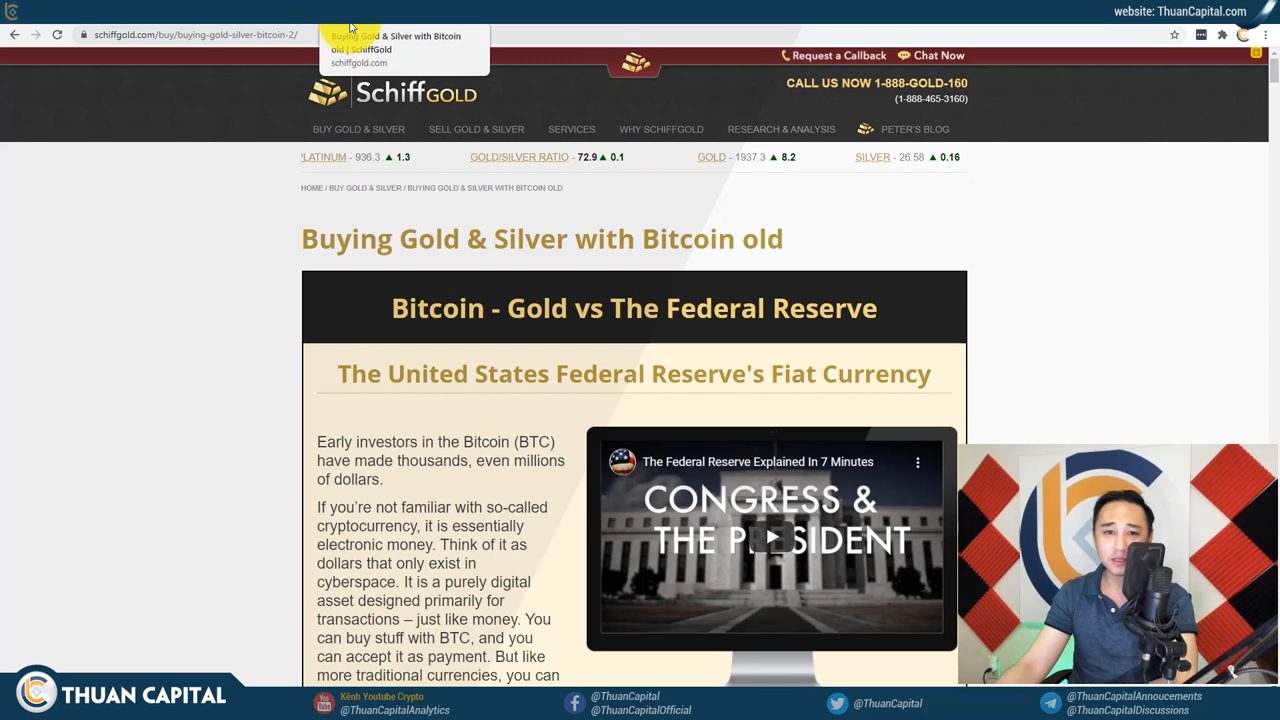 website: ThuanCapital.com
schiffgold.com/buy/buying-gold-silver-bitcoin-2/
Buying Gold & Silver with Bitcoin
old | SchiffGold
schiffgold.com
Request a Callback
Chat Now
SchiffGOLD
CALL US NOW 1-888-GOLD-160
(1-888-465-3160)
BUY GOLD & SILVER
SELL GOLD & SILVER
SERVICES
WHY SCHIFFGOLD
RESEARCH & ANALYSIS
PETER'S BLOG
PLATINUM - 936.3 ▲ 1.3
GOLD/SILVER RATIO - 72.9 ▲ 0.1
GOLD - 1937.3 ▲ 8.2
SILVER - 26.58 ▲ 0.16
HOME / BUY GOLD & SILVER / BUYING GOLD & SILVER WITH BITCOIN OLD
Buying Gold & Silver with Bitcoin old
Bitcoin - Gold vs The Federal Reserve
The United States Federal Reserve's Fiat Currency
Early investors in the Bitcoin (BTC)
have made thousands, even millions
of dollars.
If you're not familiar with so-called
cryptocurrency, it is essentially
electronic money. Think of it as
dollars that only exist in
cyberspace. It is a purely digital
asset designed primarily for
transactions – just like money. You
can buy stuff with BTC, and you
can accept it as payment. But like
more traditional currencies, you can
The Federal Reserve Explained In 7 Minutes
CONGRESS &
THE PRESIDENT
THUAN CAPITAL
You
Tube
Kênh Youtube Crypto
@ThuanCapitalAnalytics
@ThuanCapital
@ThuanCapitalOfficial
@ThuanCapital
@ThuanCapitalAnnoucements
@ThuanCapitalDiscussions